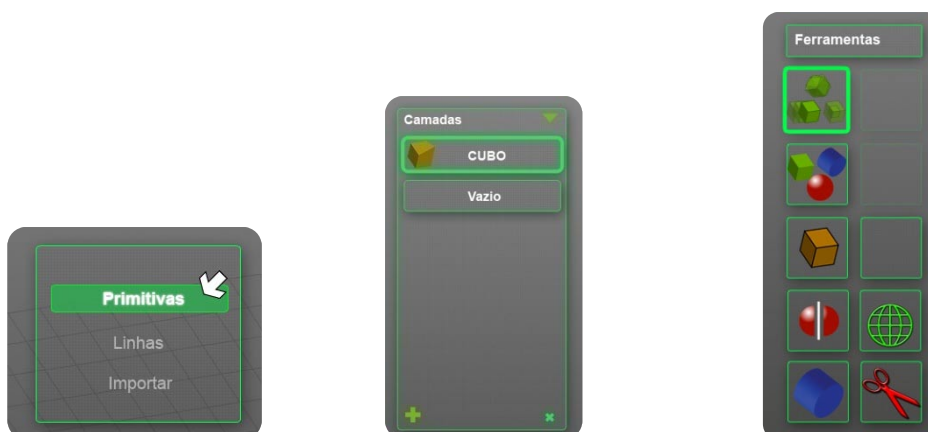 Primitivas
Linhas
Importar
Camadas
CUBO
Vazio
Ferramentas